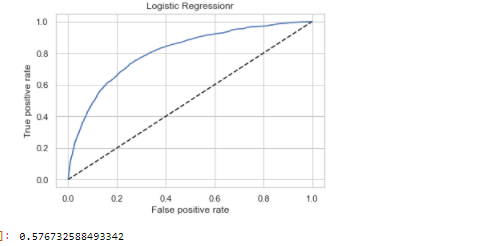 Logistic Regressionr
1.0
0.8
0.6
0.4
0.2
0.0
True positive rate
0.0 0.2 0.4 0.6 0.8 1.0
False positive rate
]: 0.576732588493342